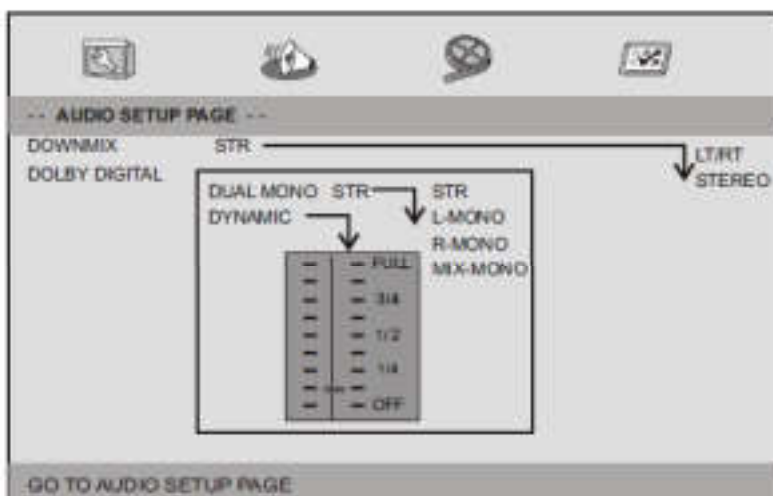 -- AUDIO SETUP PAGE --
DOWNMIX STR LT/RT
DOLBY DIGITAL STEREO
DUAL MONO STR STR
DYNAMIC L-MONO
R-MONO
FULL MIX-MONO
3/4
1/2
1/4
OFF
GO TO AUDIO SETUP PAGE